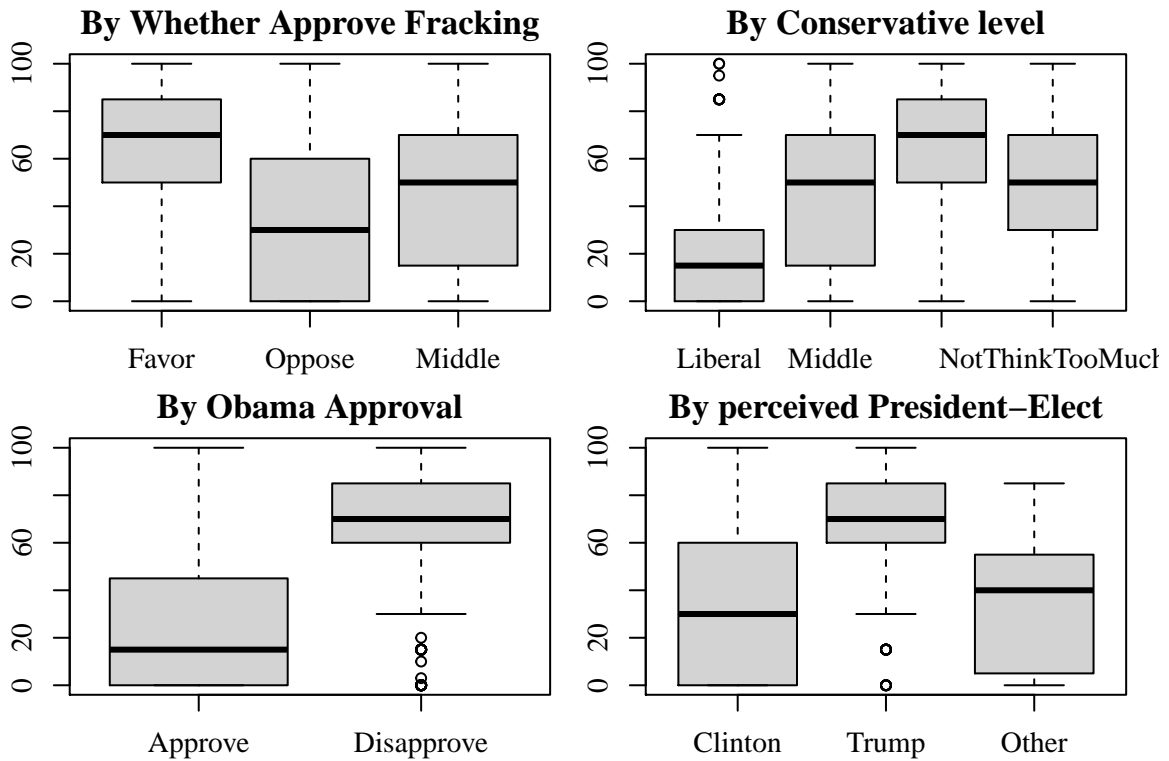 By Whether Approve Fracking
100
60
20
0
Favor Oppose Middle
By Conservative level
100
60
20
0
Liberal Middle NotThinkTooMuch
By Obama Approval
100
60
20
0
Approve Disapprove
By perceived President−Elect
100
60
20
0
Clinton Trump Other